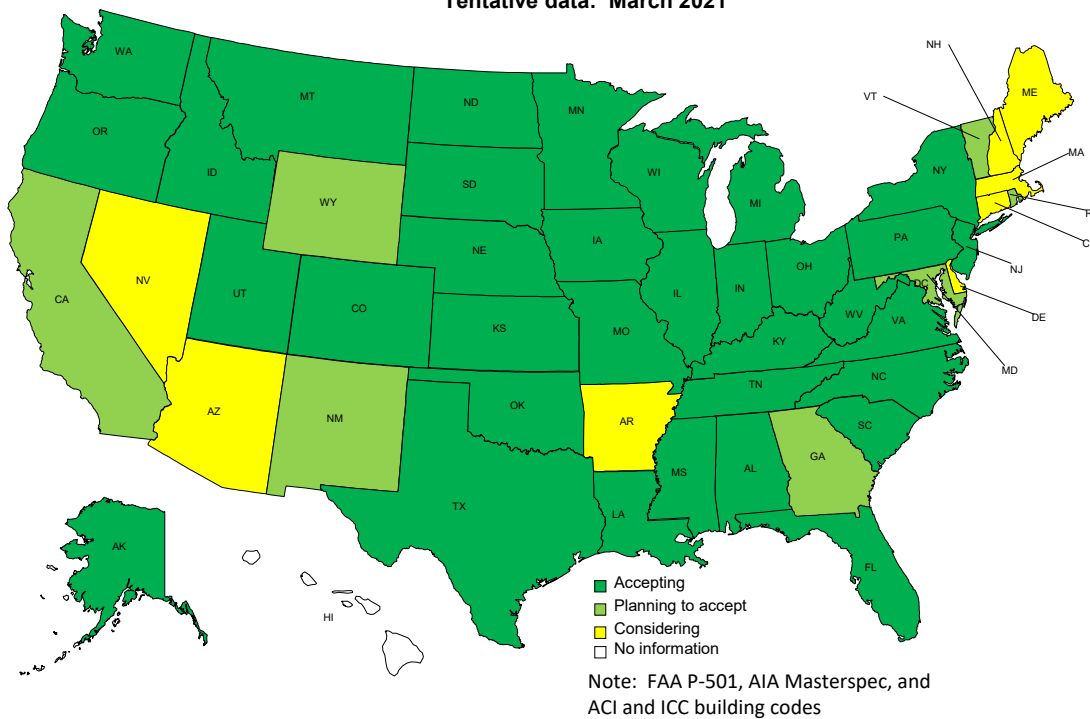 Tentative data: March 2021
NH
WA
ME
MT
ND
VT
MN
OR
MA
ID
SD
WI
NY
WY
MI
R
C
PA
IA
NE
NJ
NV
OH
IL
IN
DC
CA
UT
CO
WV
DE
VA
KS
MO
KY
MD
NC
TN
AZ
OK
NM
AR
SC
GA
MS
AL
TX
LA
AK
FL
HI
Accepting
Planning to accept
Considering
No information
Note: FAA P-501, AIA Masterspec, and
ACI and ICC building codes